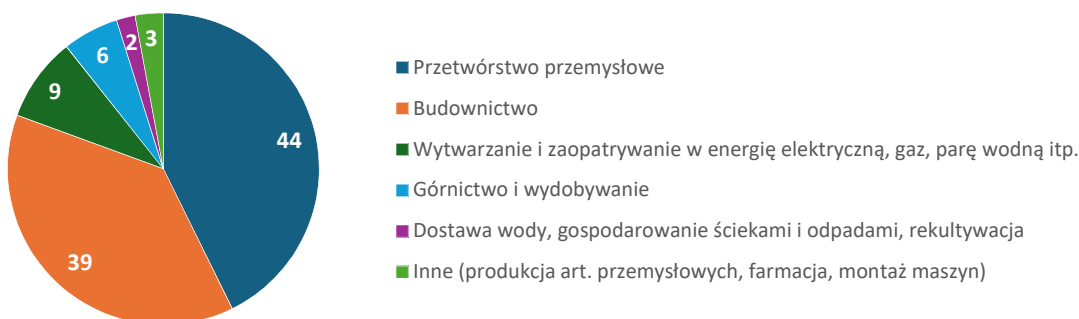 2
3
6
9
44
39
Przetwórstwo przemysłowe
Budownictwo
Wytwarzanie i zaopatrywanie w energię elektryczną, gaz, parę wodną itp.
Górnictwo i wydobywanie
Dostawa wody, gospodarowanie ściekami i odpadami, rekultywacja
Inne (produkcja art. przemysłowych, farmacja, montaż maszyn)